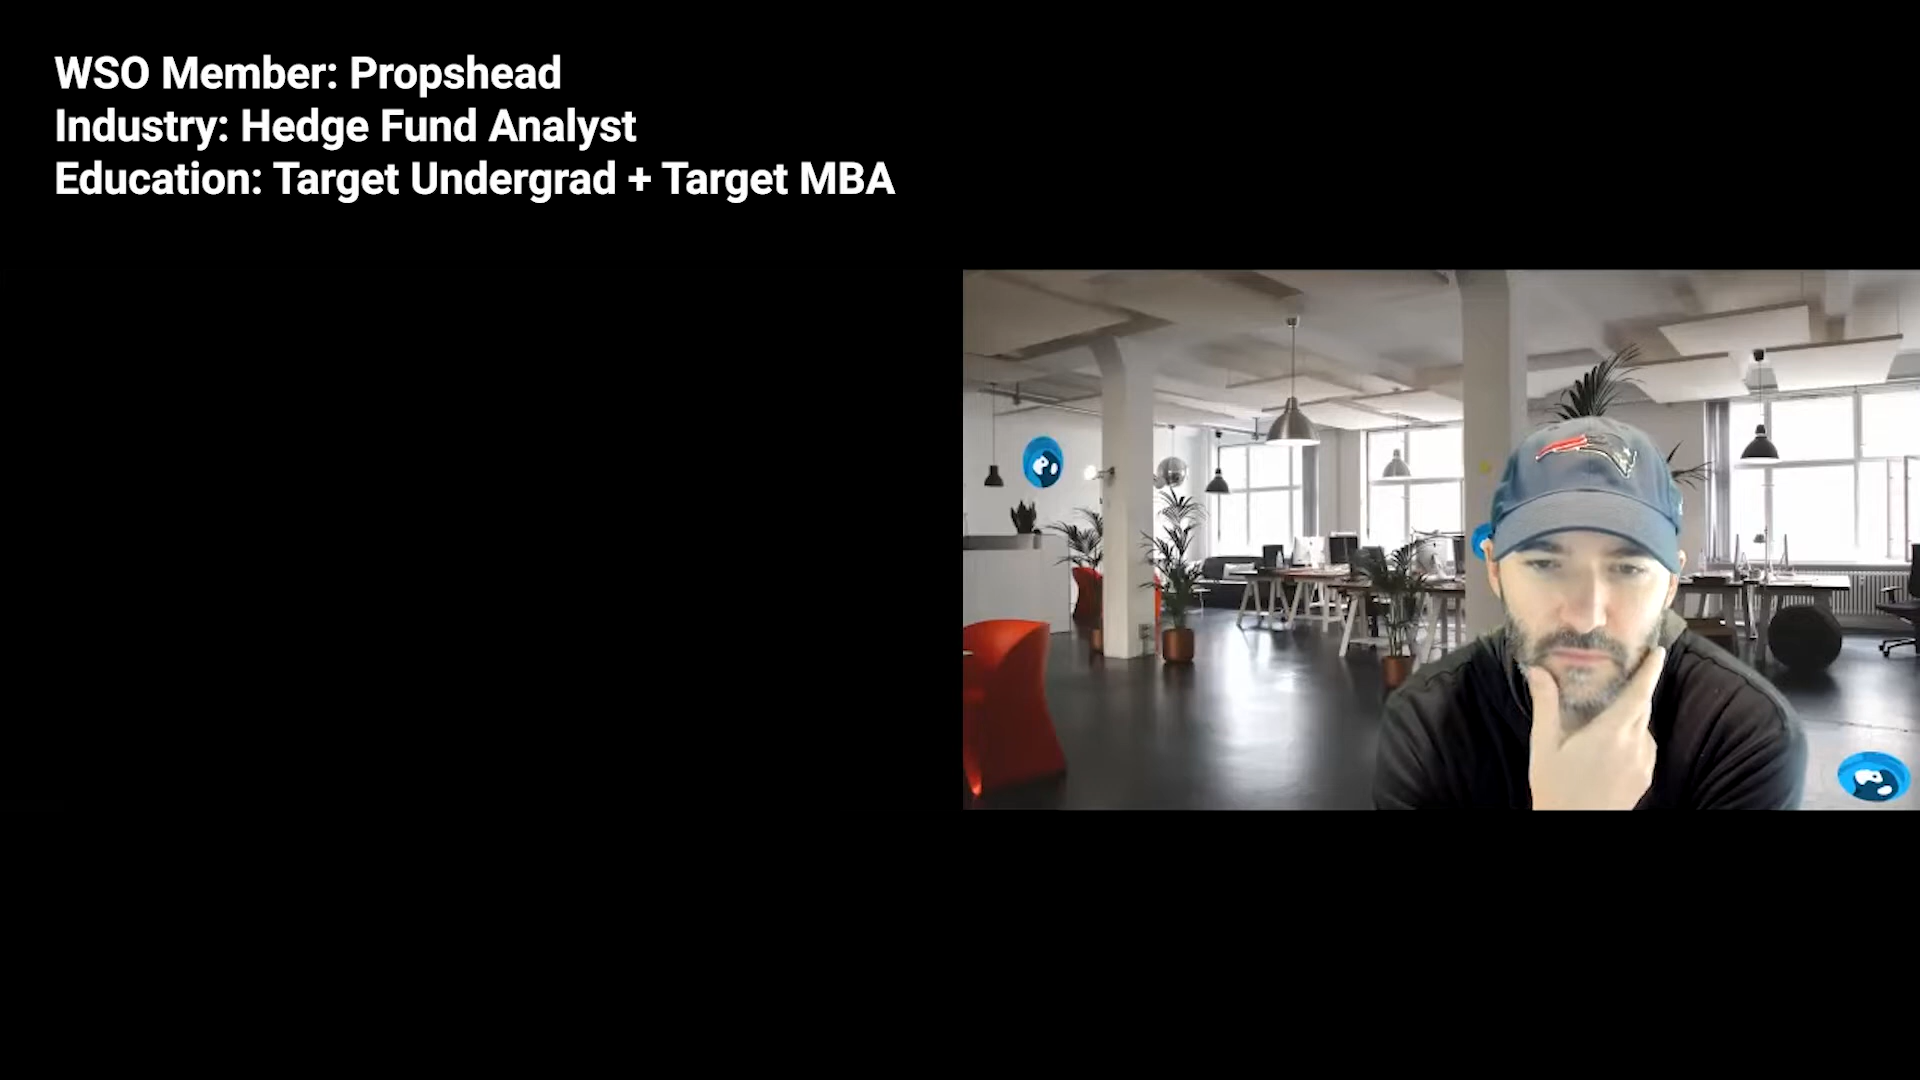 WSO Member: Propshead
Industry: Hedge Fund Analyst
Education: Target Undergrad + Target MBA